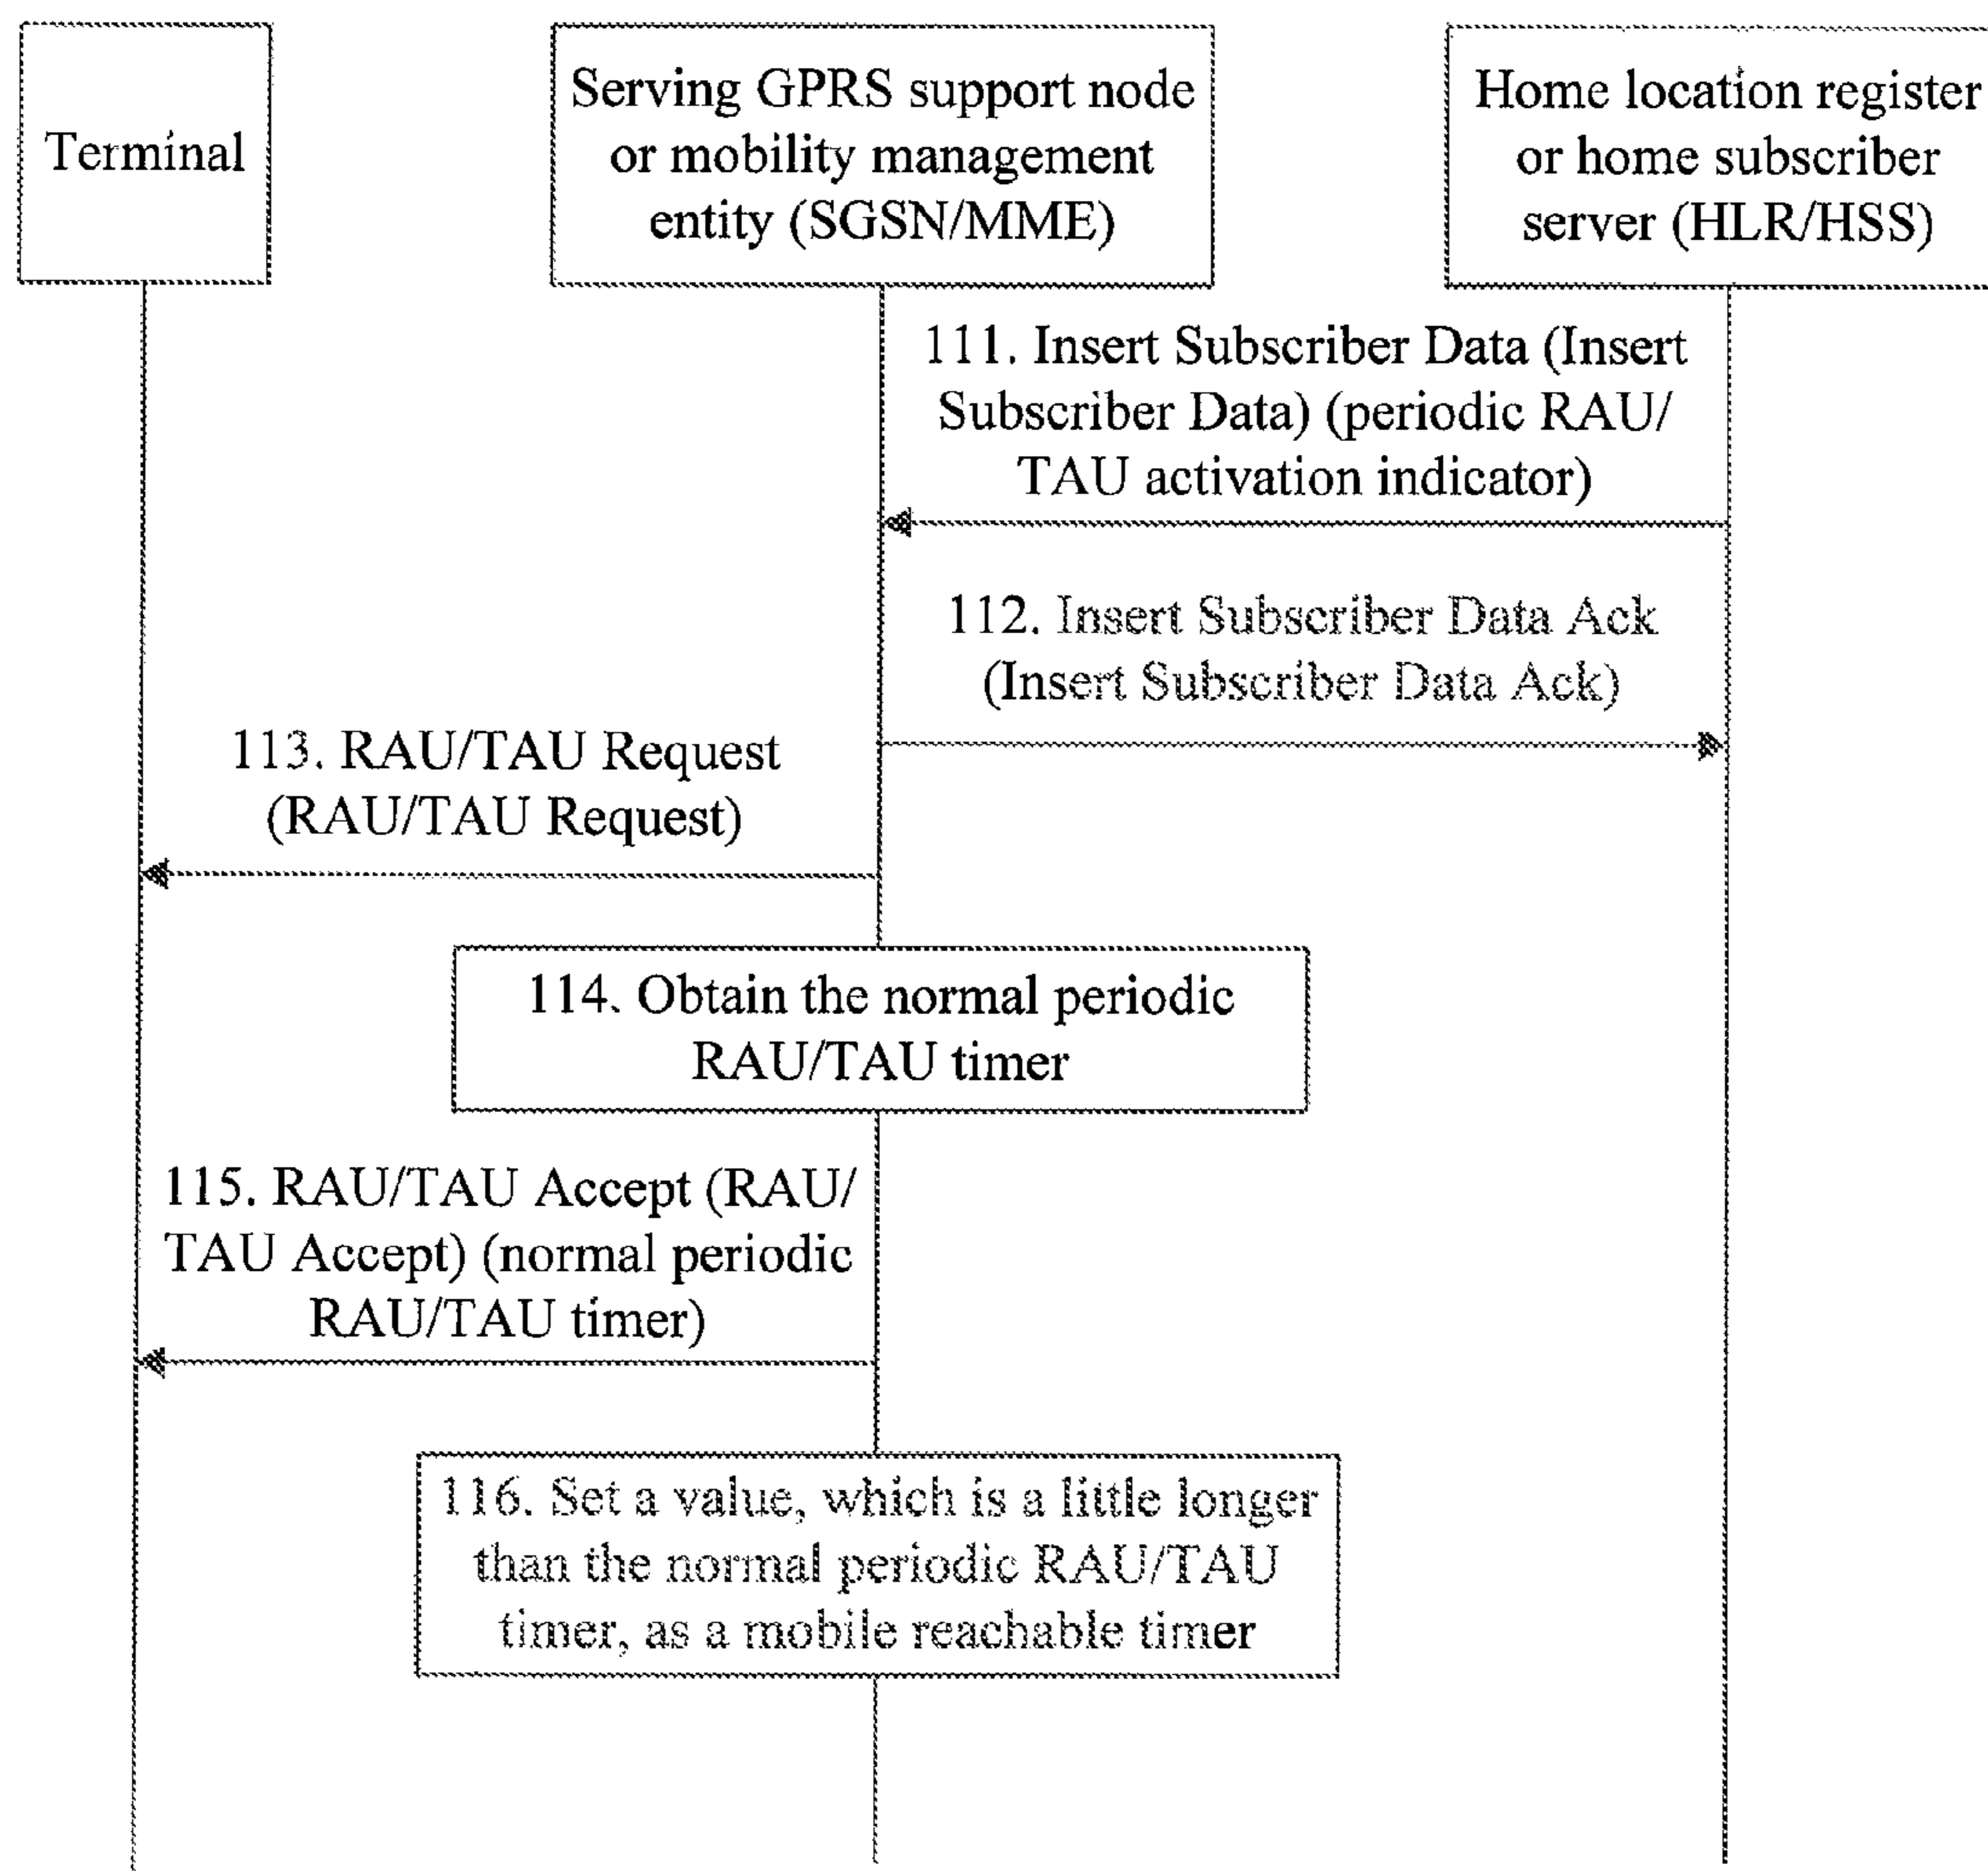 Terminal
Serving GPRS support node
or mobility management
entity (SGSN/MME)
Home location register
or home subscriber
server (HLR/HSS)
111. Insert Subscriber Data (Insert
Subscriber Data) (periodic RAU/
TAU activation indicator)
112. Insert Subscriber Data Ack
(Insert Subscriber Data Ack)
113. RAU/TAU Request
(RAU/TAU Request)
114. Obtain the normal periodic
RAU/TAU timer
115. RAU/TAU Accept (RAU/
TAU Accept) (normal periodic
RAU/TAU timer)
116. Set a value, which is a little longer
than the normal periodic RAU/TAU
timer, as a mobile reachable timer